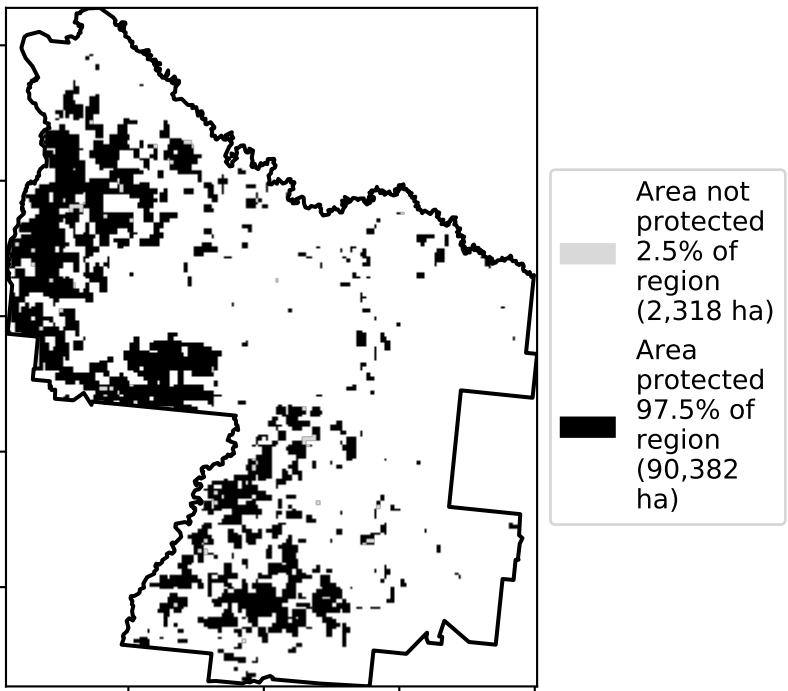 Area not
protected
2.5% of
region
(2,318 ha)
Area
protected
97.5% of
region
(90,382
ha)